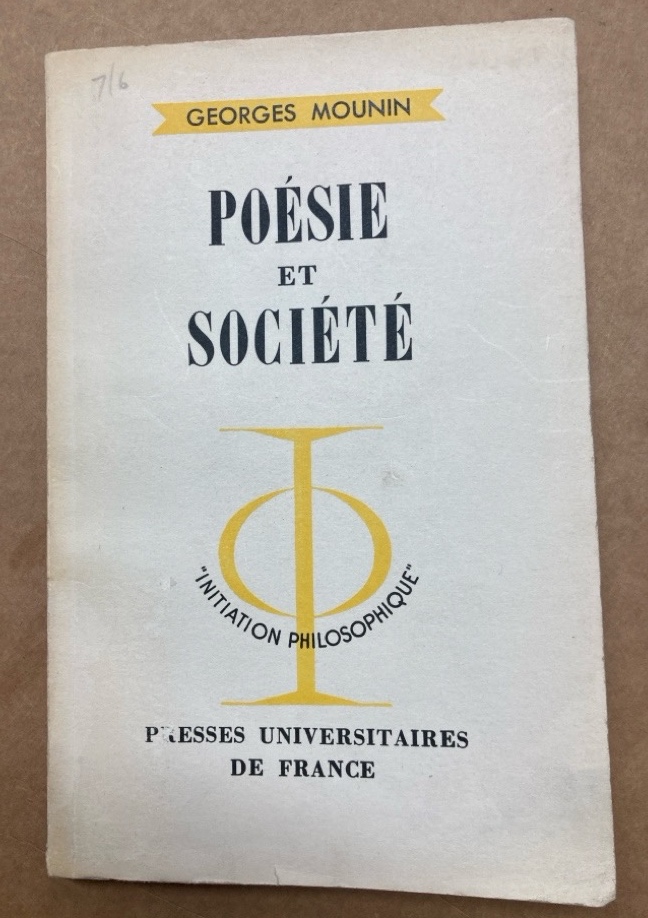 7/6
GEORGES MOUNIN
POÉSIE
ET
SOCIÉTÉ
"INITIATION PHILOSOPHIQUE"
PRESSES UNIVERSITAIRES
DE FRANCE